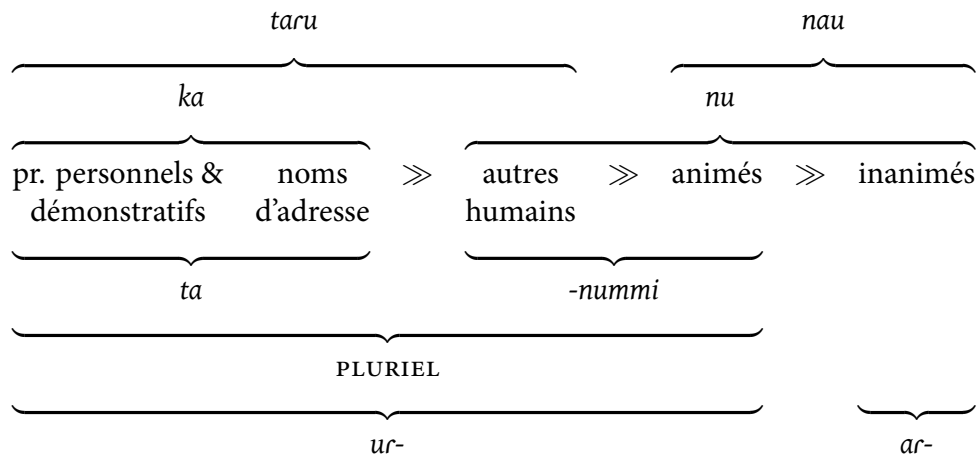 taɾu nau
ka nu
pr. personnels & noms ≫ autres ≫ animés ≫ inanimés
démonstratifs d'adresse humains
ta -nummi
PLURIEL
uɾ- aɾ-